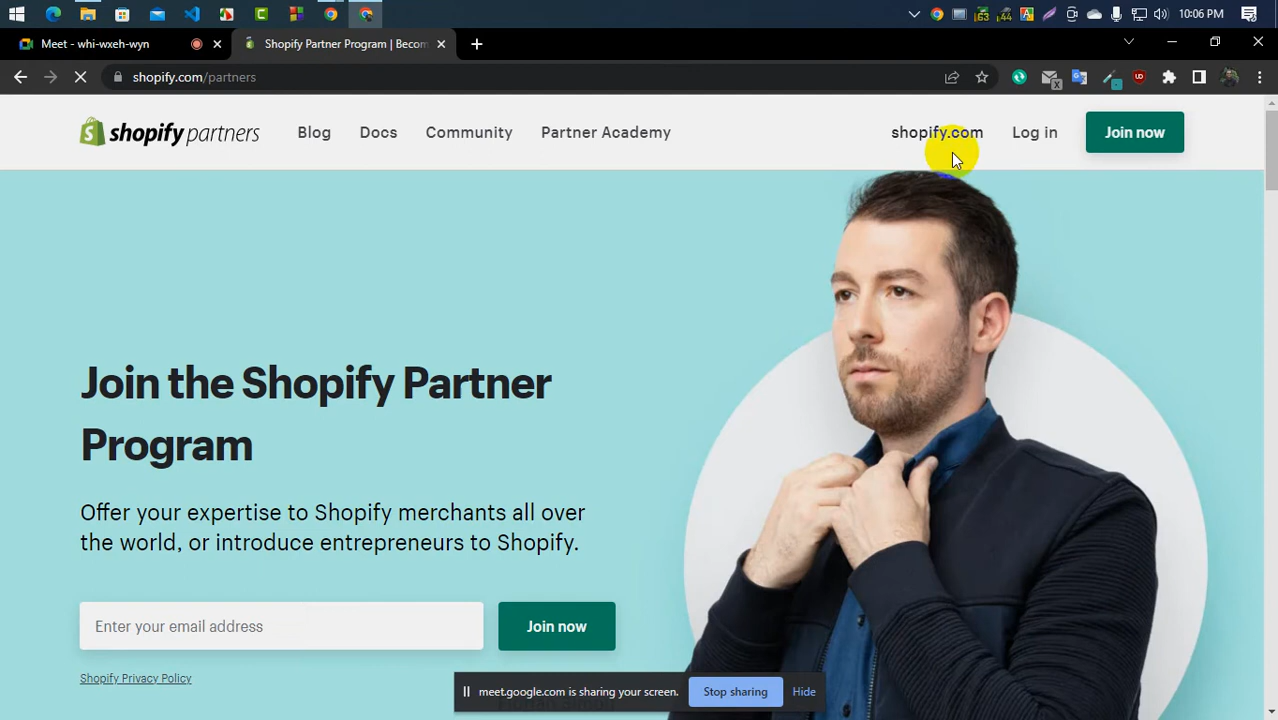 10:06 PM
Meet - whi-wxeh-wyn
Shopify Partner Program | Becom
shopify.com/partners
shopify partners
Blog
Docs
Community
Partner Academy
shopify.com
Log in
Join now
Join the Shopify Partner
Program
Offer your expertise to Shopify merchants all over
the world, or introduce entrepreneurs to Shopify.
Enter your email address
Join now
Shopify Privacy Policy
meet.google.com is sharing your screen.
Stop sharing
Hide